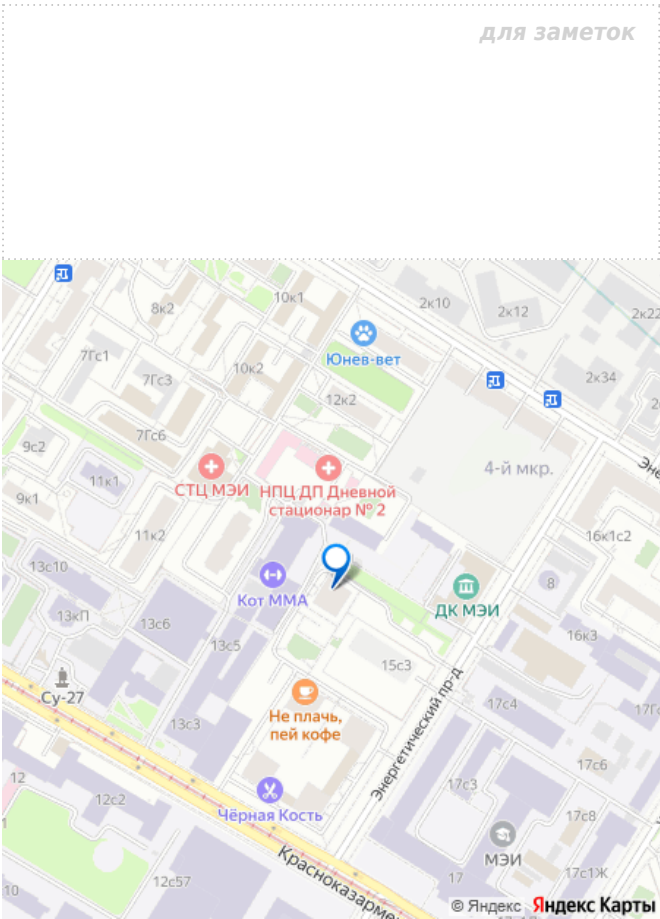 для заметок
8к2
10к1
2к10
2к12
2к22
7Гс1
Юнев-вет
7Гс3
10к2
2к34
12к2
7Гс6
9с2
4-й мкр.
11к1
СТЦ МЭИ
НПЦ ДП Дневной
стационар № 2
9к1
11к2
16к1с2
13с10
Кот ММА
8
ДК МЭИ
13кП
13с6
16к3
13с5
15с3
Су-27
Не плачь,
пей кофе
13с3
Энергетический пр-д
17с4
17с6
12
12с2
Чёрная Кость
17с3
17с8
МЭИ
Красноказарме
12с57
17
17с1Ж
10
© Яндекс Яндекс Карты